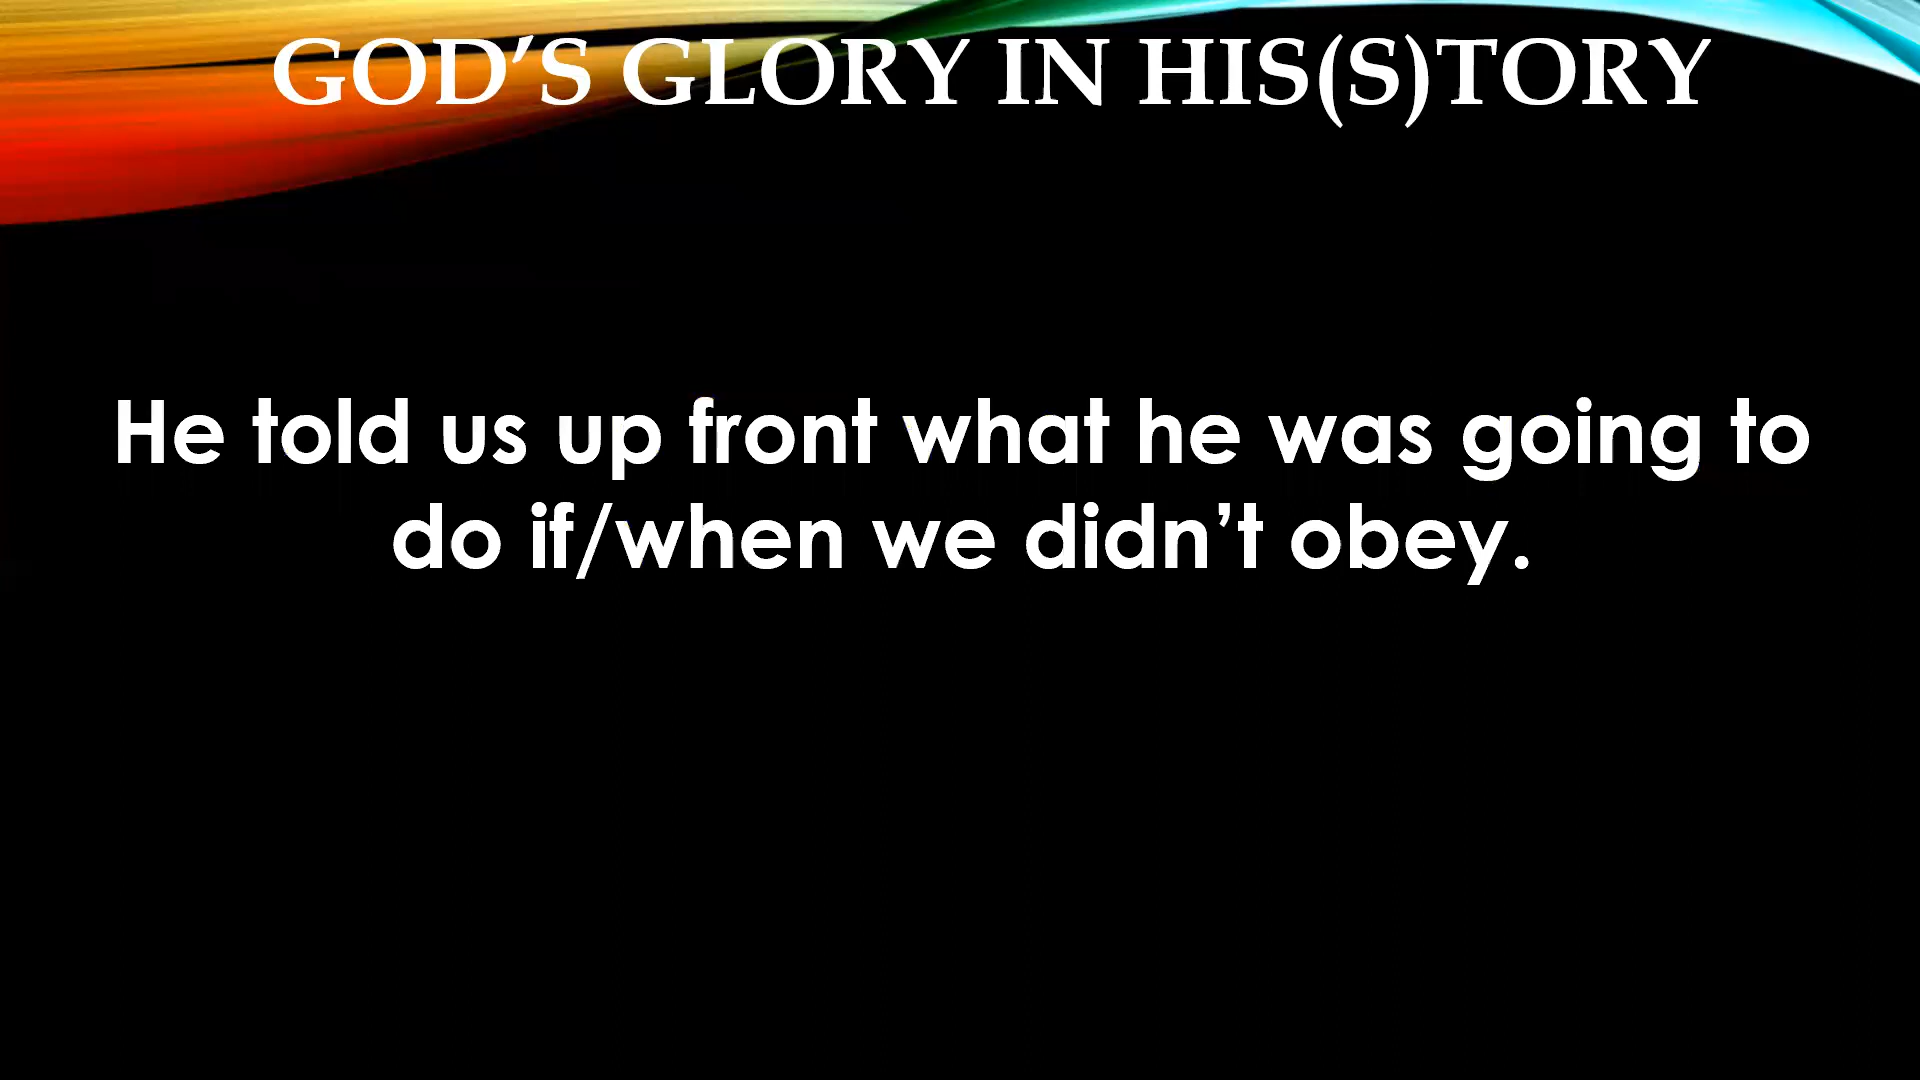 GOD’S GLORY IN HIS(S)TORY
He told us up front what he was going to
do if/when we didn’t obey.